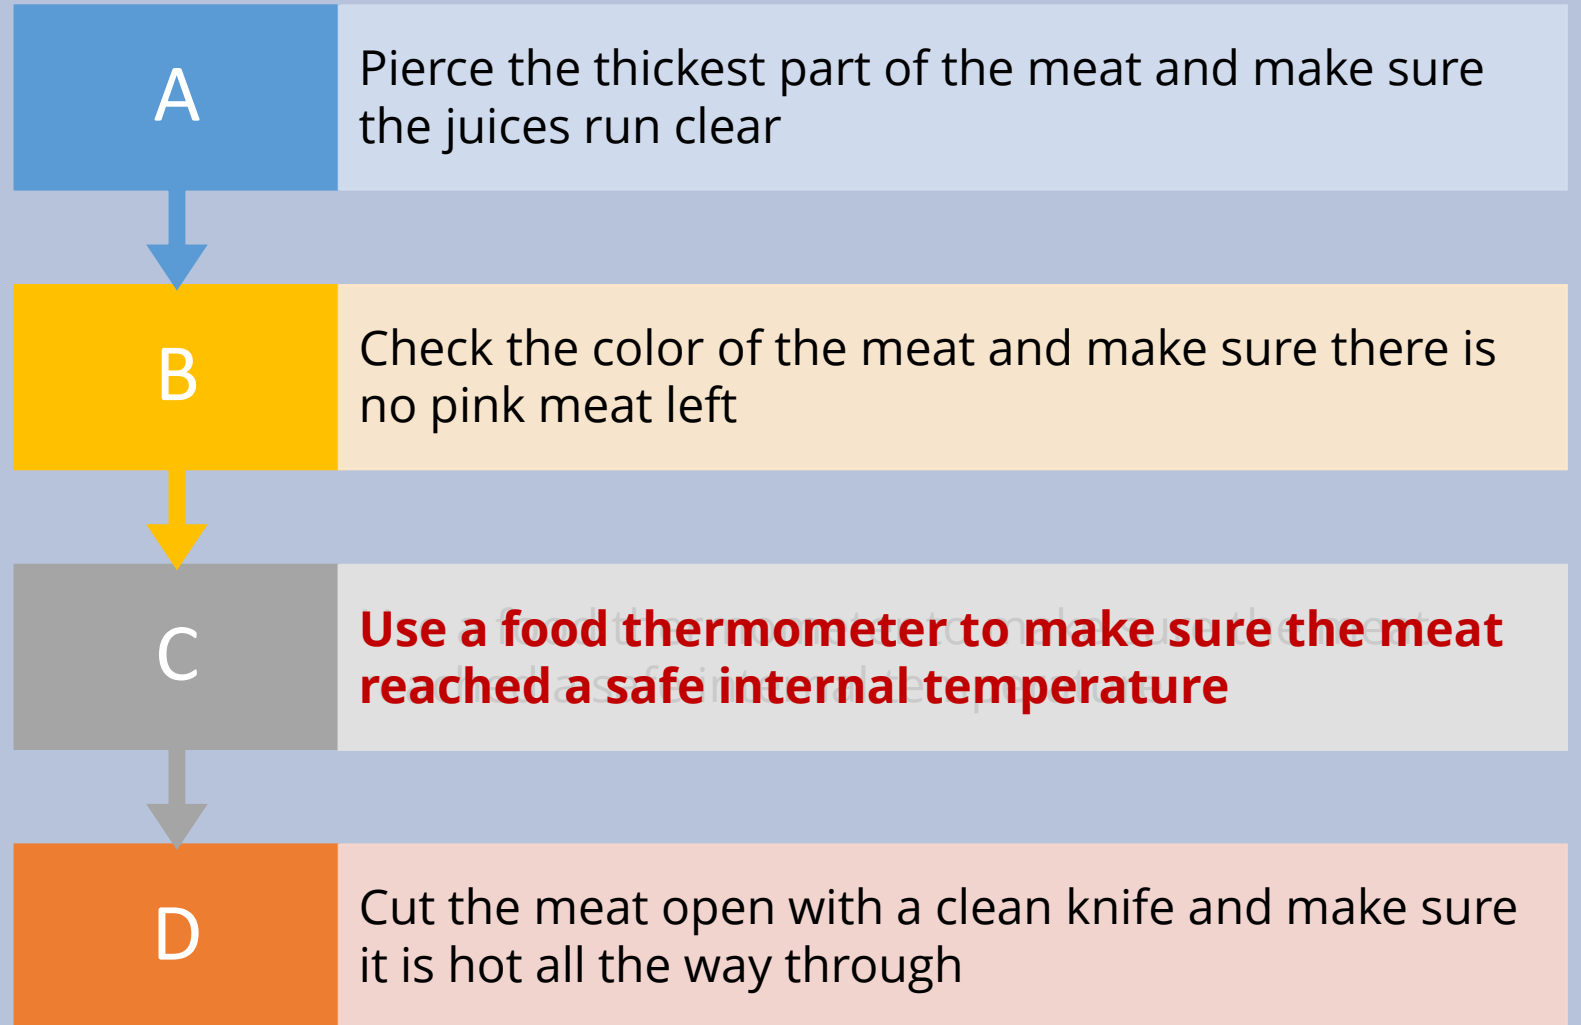 A
Pierce the thickest part of the meat and make sure
the juices run clear
B
Check the color of the meat and make sure there is
no pink meat left
C
Use a food thermometer to make sure the meat
reached a safe internal temperature
D
Cut the meat open with a clean knife and make sure
it is hot all the way through